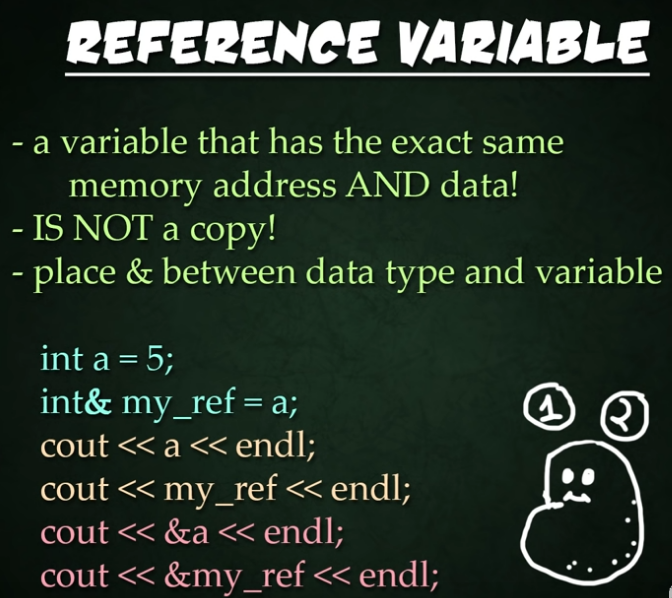 REFERENCE VARIABLE
- a variable that has the exact same
memory address AND data!
- IS NOT a copy!
- place & between data type and variable
int a = 5;
int& my_ref = a;
cout << a << endl;
cout << my_ref << endl;
cout << &a << endl;
cout << &my_ref << endl;
1 2